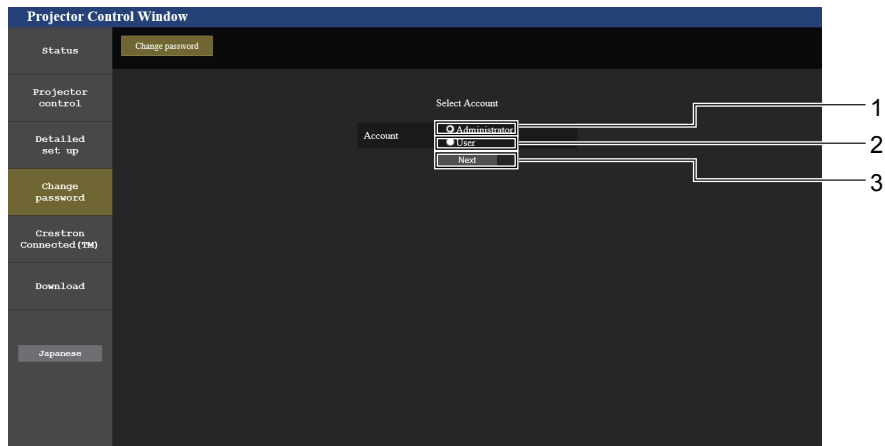 Projector Control Window
Status
Change password
Projector
control
Detailed
set up
Change
password
Crestron
Connected(TM)
Download
Japanese
Select Account
Account
Administrator
User
Next
1
2
3